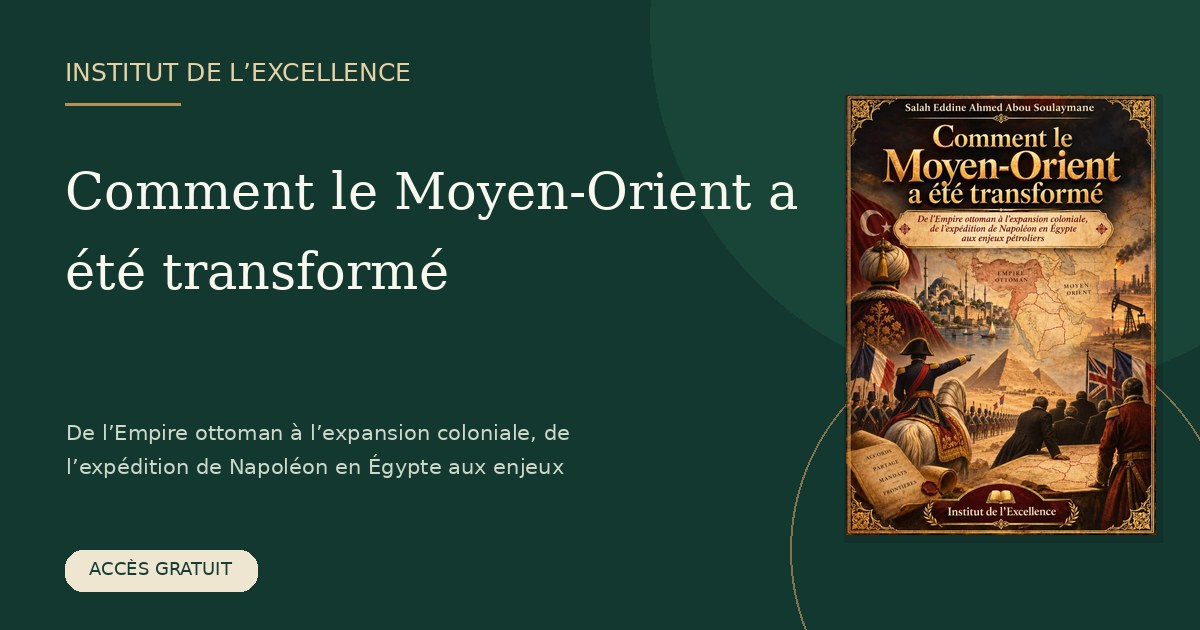 INSTITUT DE L’EXCELLENCE
Comment le Moyen-Orient a
été transformé
De l’Empire ottoman à l’expansion coloniale, de
l’expédition de Napoléon en Égypte aux enjeux
ACCÈS GRATUIT
Salah Eddine Ahmed Abou Soulaymane
Comment le
Moyen-Orient
a été transformé
De l’Empire ottoman à l’expansion coloniale,
de l’expédition de Napoléon en Égypte
aux enjeux pétroliers
EMPIRE
OTTOMAN
MOYEN
ORIENT
ACCORDS
PARTAGE
MANDATS
FRONTIÈRES
Institut de l’Excellence